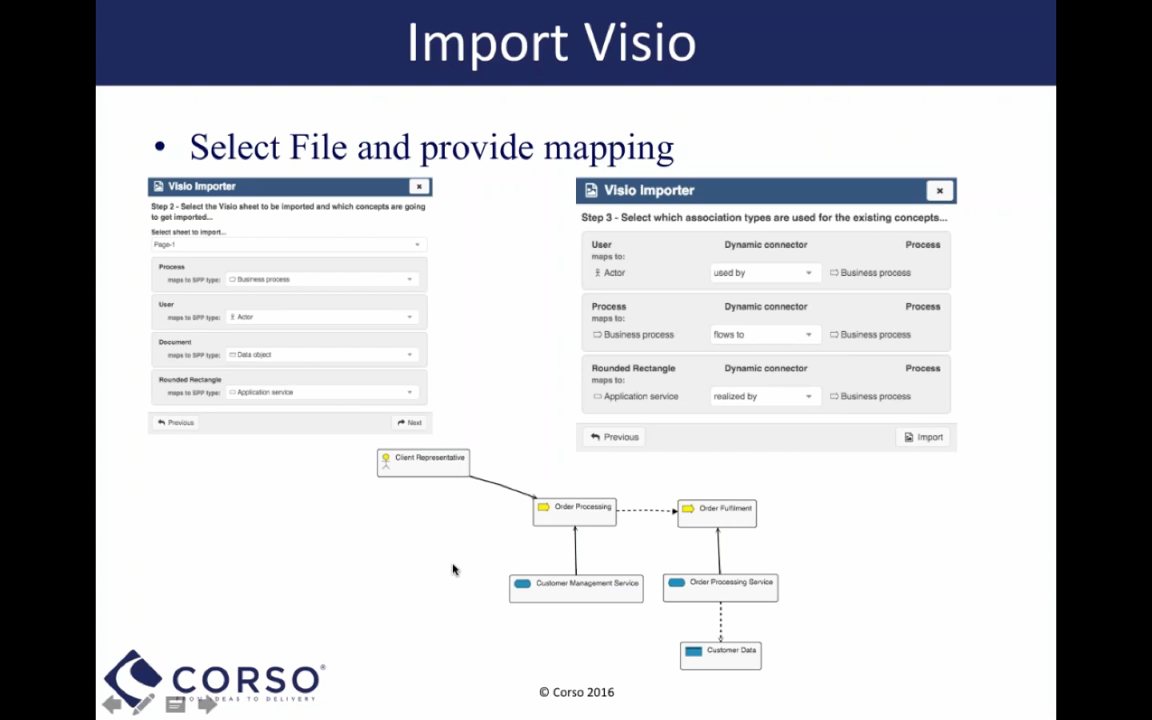 Import Visio
• Select File and provide mapping
Visio Importer
Step 2 - Select the Visio sheet to be imported and which concepts are going
to get imported...
Select sheet to import...
Page-1
Process
maps to SPP type: Business process
User
maps to SPP type: Actor
Document
maps to SPP type: Data object
Rounded Rectangle
maps to SPP type: Application service
Previous Next
Visio Importer
Step 3 - Select which association types are used for the existing concepts...
User Dynamic connector Process
maps to:
Actor used by Business process
Process Dynamic connector Process
maps to:
Business process flows to Business process
Rounded Rectangle Dynamic connector Process
maps to:
Application service realized by Business process
Previous Import
Client Representative
Order Processing
Order Fulfilment
Customer Management Service
Order Processing Service
Customer Data
CORSO®
IDEAS TO DELIVERY
© Corso 2016